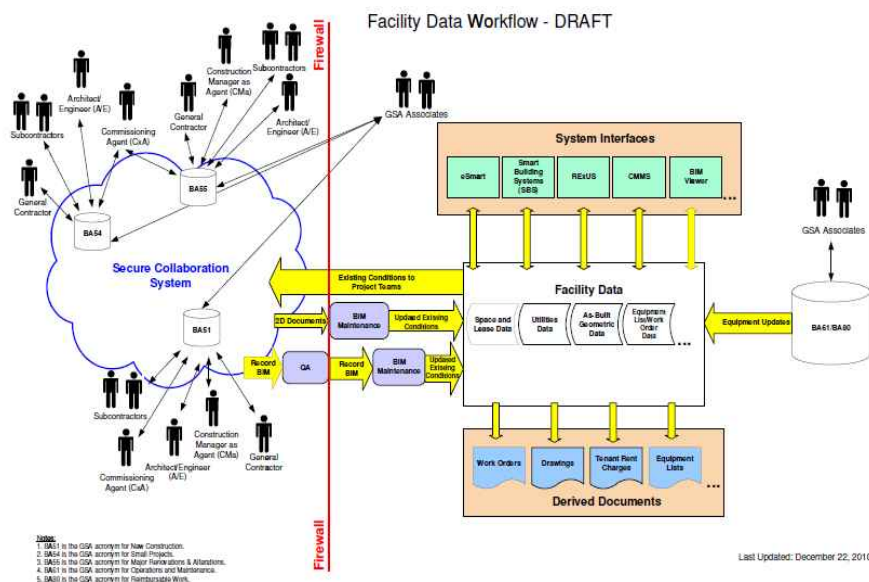 Facility Data Workflow - DRAFT
Firewall
Subcontractors
Architect/
Engineer (A/E)
Commissioning
Agent (CxA)
General
Contractor
General
Contractor
Construction
Manager as
Agent (CMa)
Subcontractors
Architect/
Engineer (A/E)
GSA Associates
BA54
BA55
Secure Collaboration
System
BA51
Subcontractors
Commissioning
Agent (CxA)
Architect/Engineer
(A/E)
Construction
Manager as
Agent (CMa)
General
Contractor
System Interfaces
eSmart
Smart
Building
Systems
(SBS)
RExUS
CMMS
BIM
Viewer
...
GSA Associates
Existing Conditions to
Project Teams
2D Documents
BIM
Maintenance
Updated Existing
Conditions
Record
BIM
QA
Record
BIM
BIM
Maintenance
Updated
Existing
Conditions
Facility Data
Space and
Lease Data
Utilities
Data
As-Built
Geometric
Data
Equipment
List/Work
Order
Data
...
Equipment Updates
BA61/BA80
Work Orders
Drawings
Tenant Rent
Charges
Equipment
Lists
...
Derived Documents
Firewall
Notes:
1. BA51 is the GSA acronym for New Construction.
2. BA54 is the GSA acronym for Small Projects.
3. BA55 is the GSA acronym for Major Renovations & Alterations.
4. BA61 is the GSA acronym for Operations and Maintenance.
5. BA80 is the GSA acronym for Reimbursable Work.
Last Updated: December 22, 2010